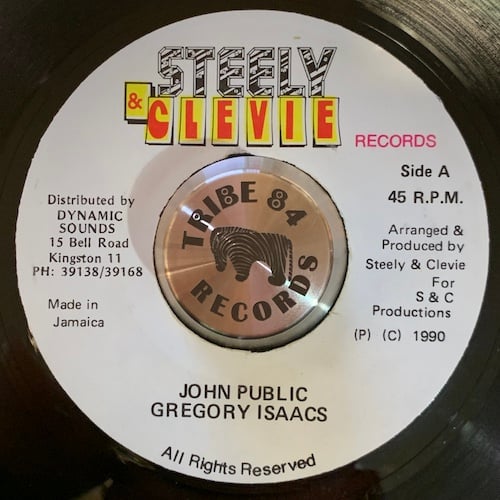 STEELY
& CLEVIE
RECORDS
Side A
45 R.P.M.
Distributed by
DYNAMIC
SOUNDS
15 Bell Road
Kingston 11
PH: 39138/39168
Made in
Jamaica
TRIBE 84
RECORDS
Arranged &
Produced by
Steely & Clevie
For
S & C
Productions
(P) (C) 1990
JOHN PUBLIC
GREGORY ISAACS
All Rights Reserved